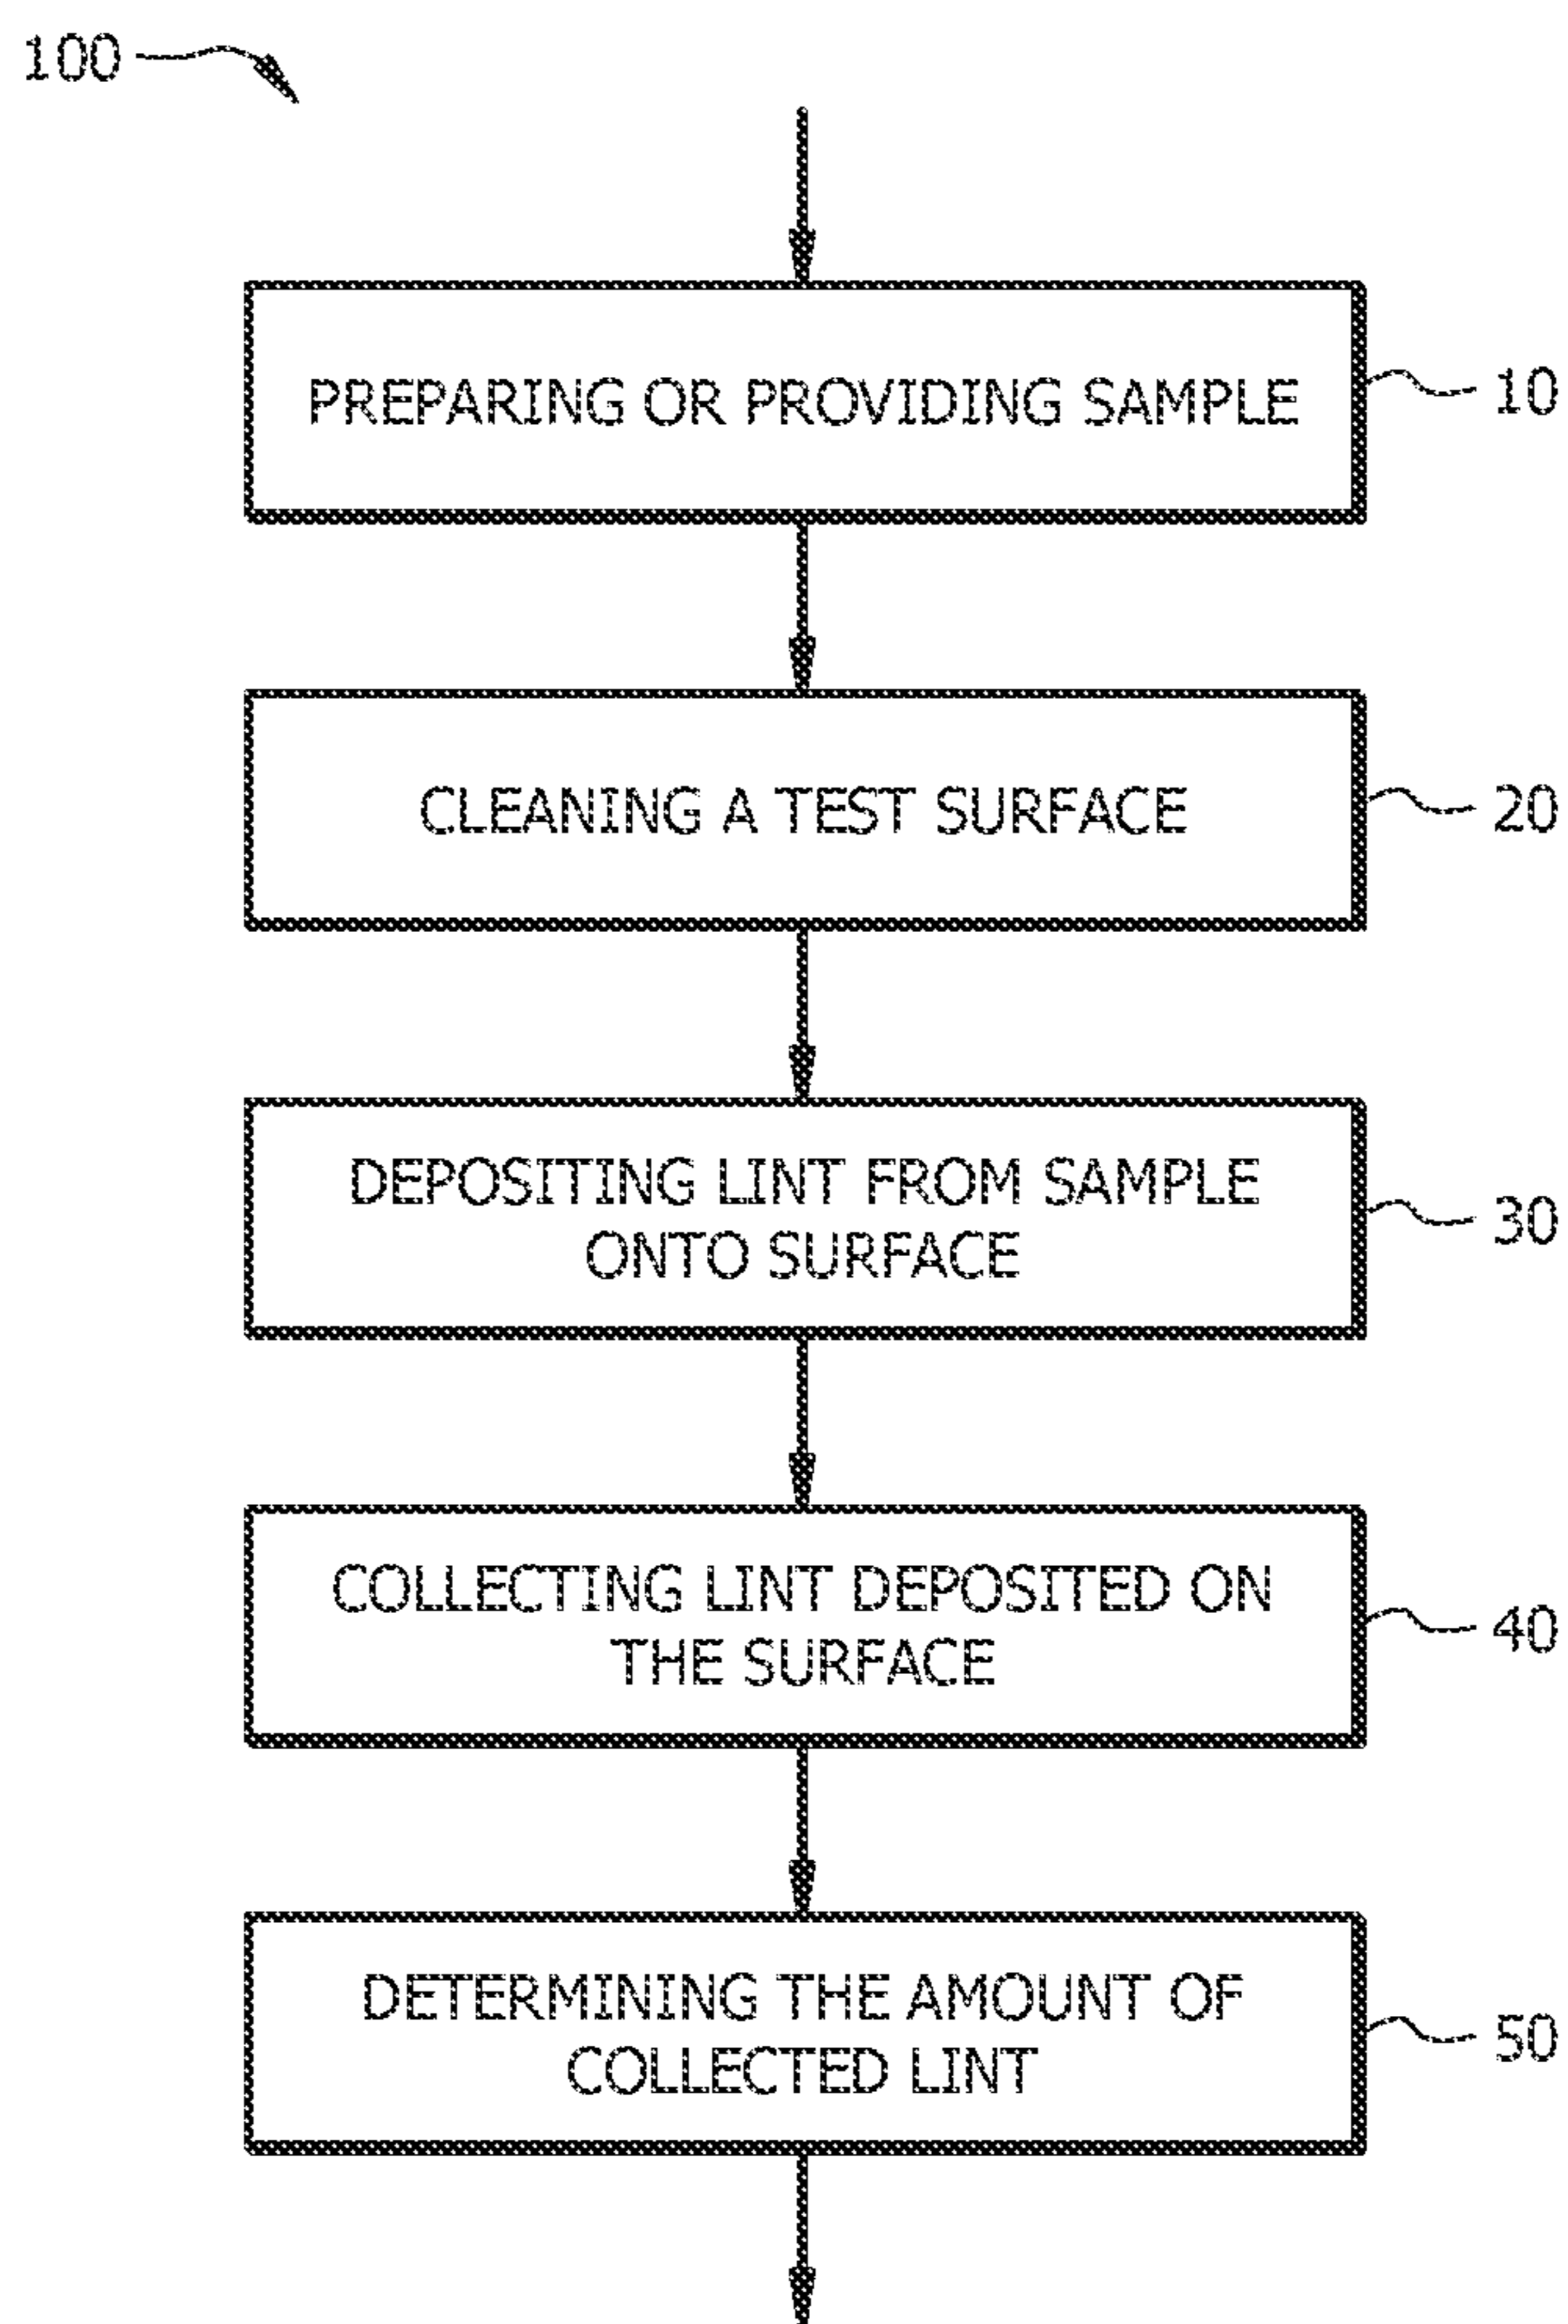 100
PREPARING OR PROVIDING SAMPLE
10
CLEANING A TEST SURFACE
20
DEPOSITING LINT FROM SAMPLE
ONTO SURFACE
30
COLLECTING LINT DEPOSITED ON
THE SURFACE
40
DETERMINING THE AMOUNT OF
COLLECTED LINT
50